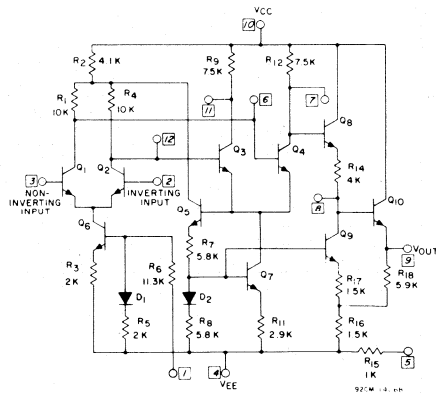 VCC
10
R2 4.1K
R9
7.5K
R12
7.5K
R1
10K
R4
10K
11
6
7
12
Q8
Q1
Q2
Q3
Q4
R14
4K
3
NON-
INVERTING
INPUT
2
INVERTING
INPUT
Q5
8
Q10
Q6
R7
5.8K
Q9
VOUT
9
Q7
R3
2K
D1
R6
11.3K
D2
R17
1.5K
R18
5.9K
R5
2K
R8
5.8K
R11
2.9K
R16
1.5K
R15
1K
5
1
4
VEE